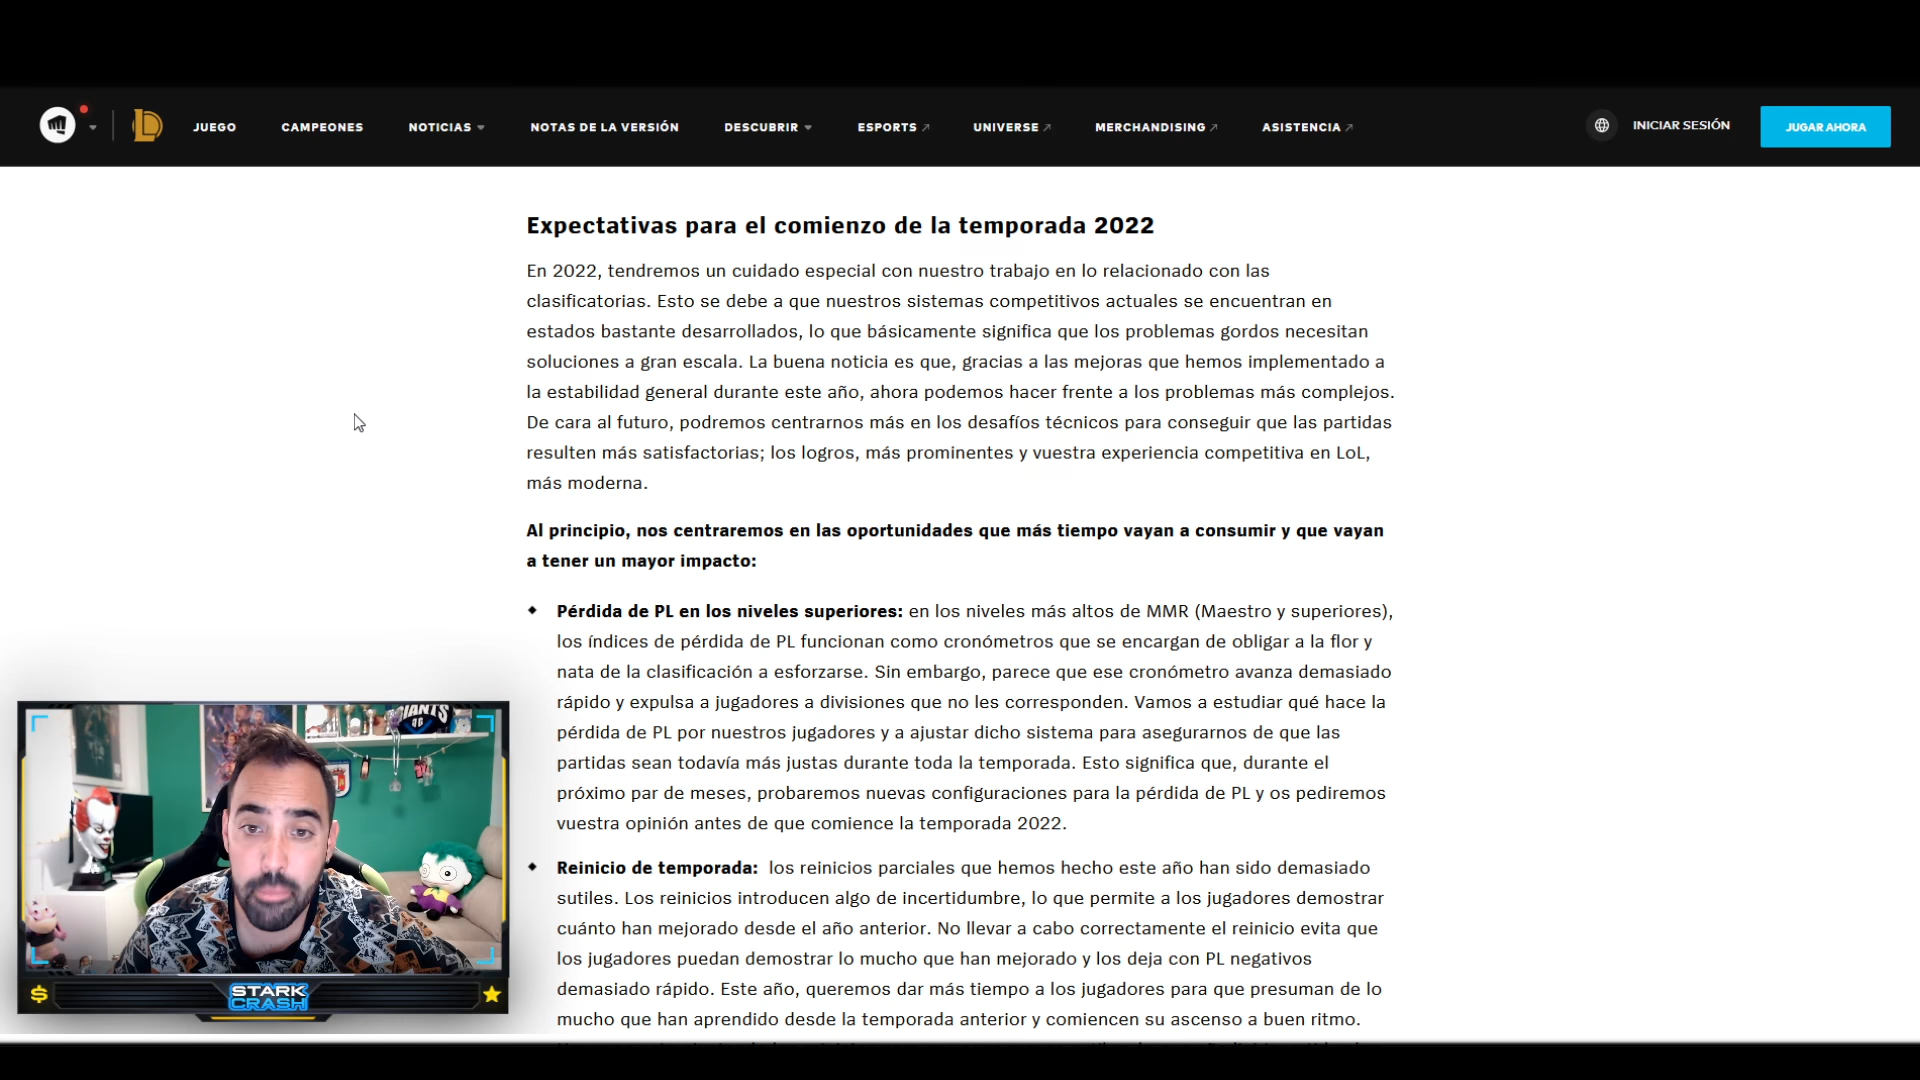 JUEGO CAMPEONES NOTICIAS NOTAS DE LA VERSIÓN DESCUBRIR ESPORTS UNIVERSE MERCHANDISING ASISTENCIA INICIAR SESIÓN JUGAR AHORA
Expectativas para el comienzo de la temporada 2022
En 2022, tendremos un cuidado especial con nuestro trabajo en lo relacionado con las
clasificatorias. Esto se debe a que nuestros sistemas competitivos actuales se encuentran en
estados bastante desarrollados, lo que básicamente significa que los problemas gordos necesitan
soluciones a gran escala. La buena noticia es que, gracias a las mejoras que hemos implementado a
la estabilidad general durante este año, ahora podemos hacer frente a los problemas más complejos.
De cara al futuro, podremos centrarnos más en los desafíos técnicos para conseguir que las partidas
resulten más satisfactorias; los logros, más prominentes y vuestra experiencia competitiva en LoL,
más moderna.
Al principio, nos centraremos en las oportunidades que más tiempo vayan a consumir y que vayan
a tener un mayor impacto:
Pérdida de PL en los niveles superiores: en los niveles más altos de MMR (Maestro y superiores),
los índices de pérdida de PL funcionan como cronómetros que se encargan de obligar a la flor y
nata de la clasificación a esforzarse. Sin embargo, parece que ese cronómetro avanza demasiado
rápido y expulsa a jugadores a divisiones que no les corresponden. Vamos a estudiar qué hace la
pérdida de PL por nuestros jugadores y a ajustar dicho sistema para asegurarnos de que las
partidas sean todavía más justas durante toda la temporada. Esto significa que, durante el
próximo par de meses, probaremos nuevas configuraciones para la pérdida de PL y os pediremos
vuestra opinión antes de que comience la temporada 2022.
Reinicio de temporada: los reinicios parciales que hemos hecho este año han sido demasiado
sutiles. Los reinicios introducen algo de incertidumbre, lo que permite a los jugadores demostrar
cuánto han mejorado desde el año anterior. No llevar a cabo correctamente el reinicio evita que
los jugadores puedan demostrar lo mucho que han mejorado y los deja con PL negativos
demasiado rápido. Este año, queremos dar más tiempo a los jugadores para que presuman de lo
mucho que han aprendido desde la temporada anterior y comiencen su ascenso a buen ritmo.
GIANTS
$ STARK
CRASH